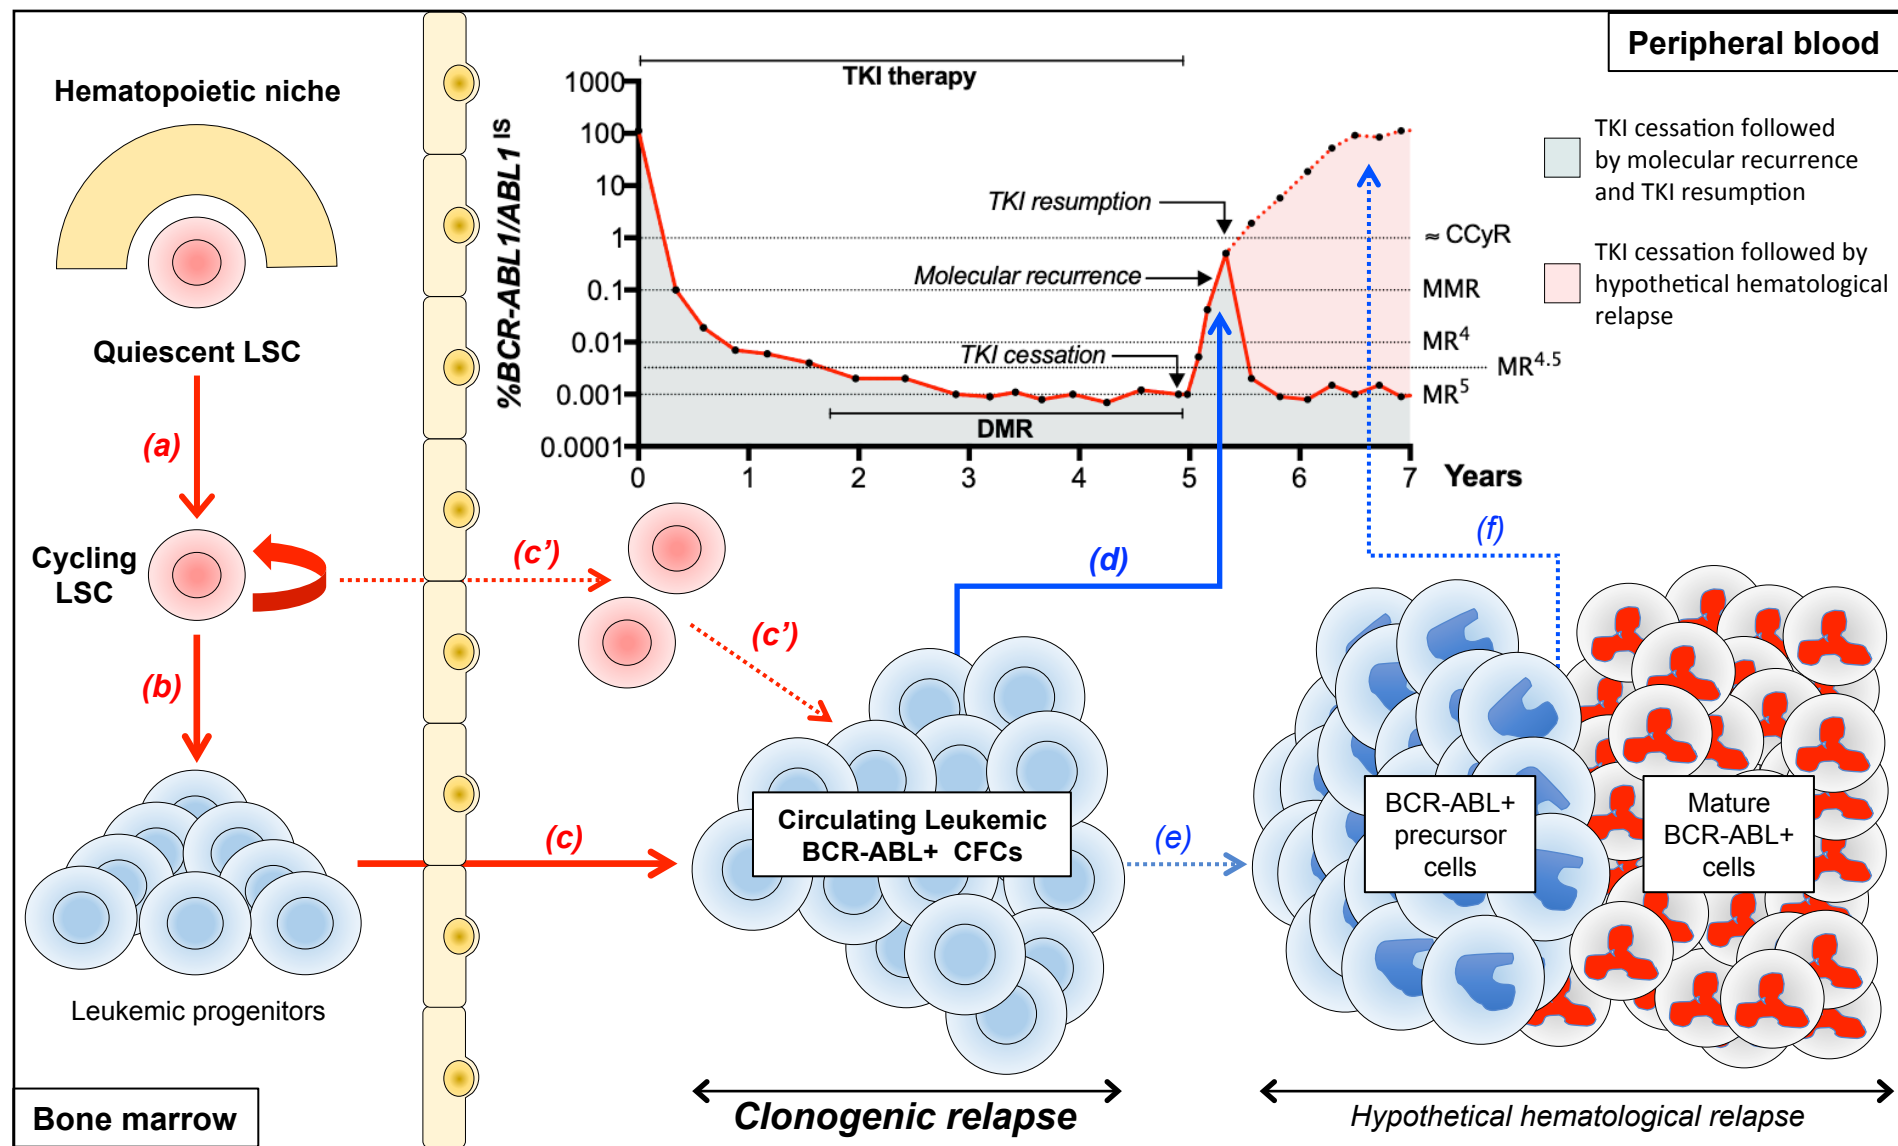 Peripheral blood
Hematopoietic niche
Quiescent LSC
(a)
Cycling
LSC
(b)
Leukemic progenitors
Bone marrow
%BCR-ABL1/ABL1 IS
1000
100
10
1
0.1
0.01
0.001
0.0001
0 1 2 3 4 5 6 7 Years
TKI therapy
TKI resumption
Molecular recurrence
TKI cessation
DMR
≈ CCyR
MMR
MR4
MR4.5
MR5
TKI cessation followed
by molecular recurrence
and TKI resumption
TKI cessation followed by
hypothetical hematological
relapse
(c')
(c')
(c)
(d)
(e)
(f)
Circulating Leukemic
BCR-ABL+ CFCs
BCR-ABL+
precursor
cells
Mature
BCR-ABL+
cells
Clonogenic relapse
Hypothetical hematological relapse